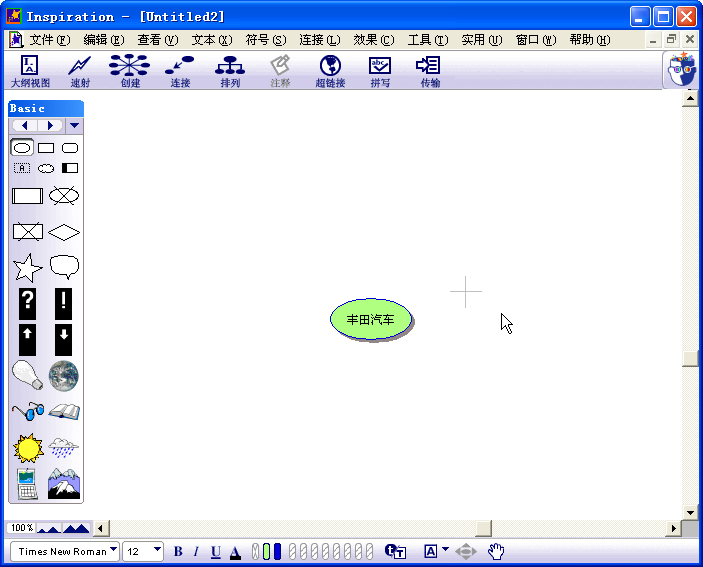 Inspiration - [Untitled2]
文件(F) 编辑(E) 查看(V) 文本(X) 符号(S) 连接(L) 效果(C) 工具(T) 实用(U) 窗口(W) 帮助(H)
大纲视图 速射 创建 连接 排列 注释 超链接 拼写 传输
Basic
A
?
!
丰田汽车
100%
Times New Roman 12 B I U A A